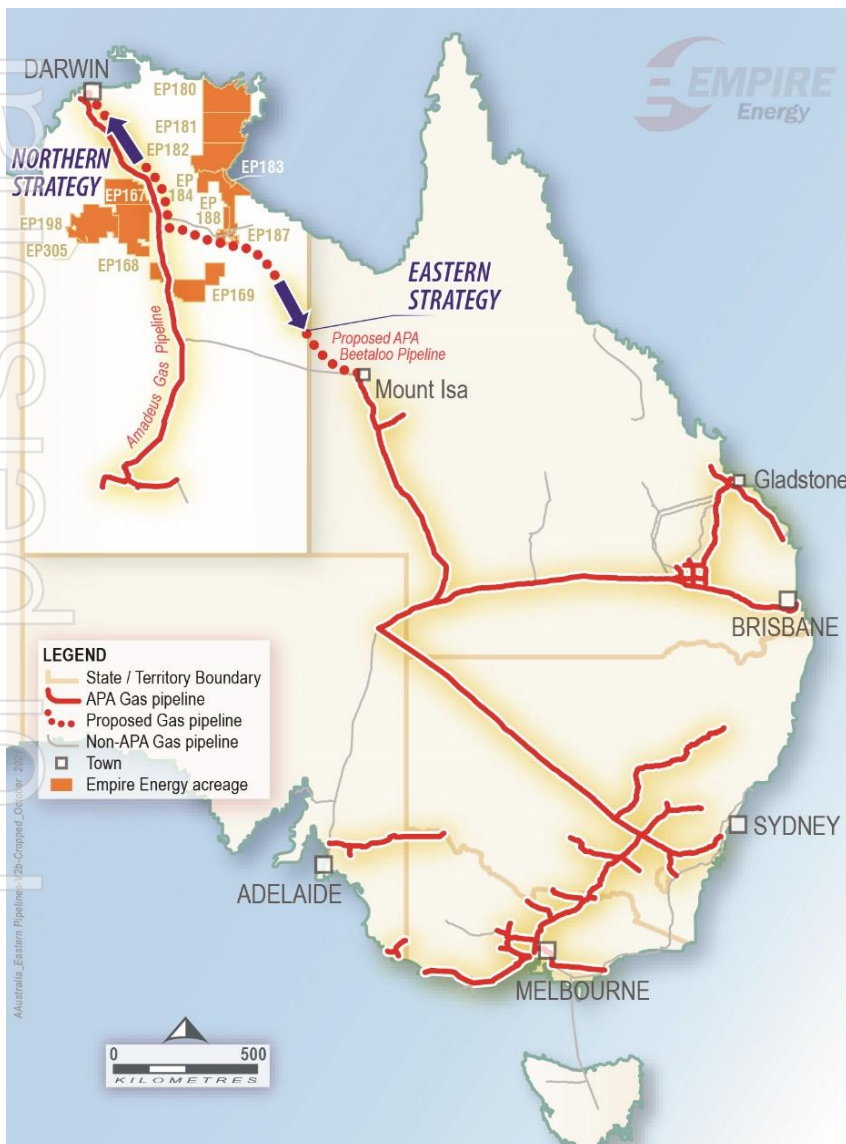 DARWIN
EP180
EMPIRE
Energy
EP181
EP182
NORTHERN
STRATEGY
EP183
EP
184
EP167
EP
188
EP198
EP187
EP305
EP168
EASTERN
STRATEGY
EP169
Proposed APA
Beetaloo Pipeline
Amadeus Gas Pipeline
Mount Isa
Gladstone
BRISBANE
LEGEND
State / Territory Boundary
APA Gas pipeline
Proposed Gas pipeline
Non-APA Gas pipeline
Town
Empire Energy acreage
SYDNEY
ADELAIDE
MELBOURNE
0 500
KILOMETRES
personal